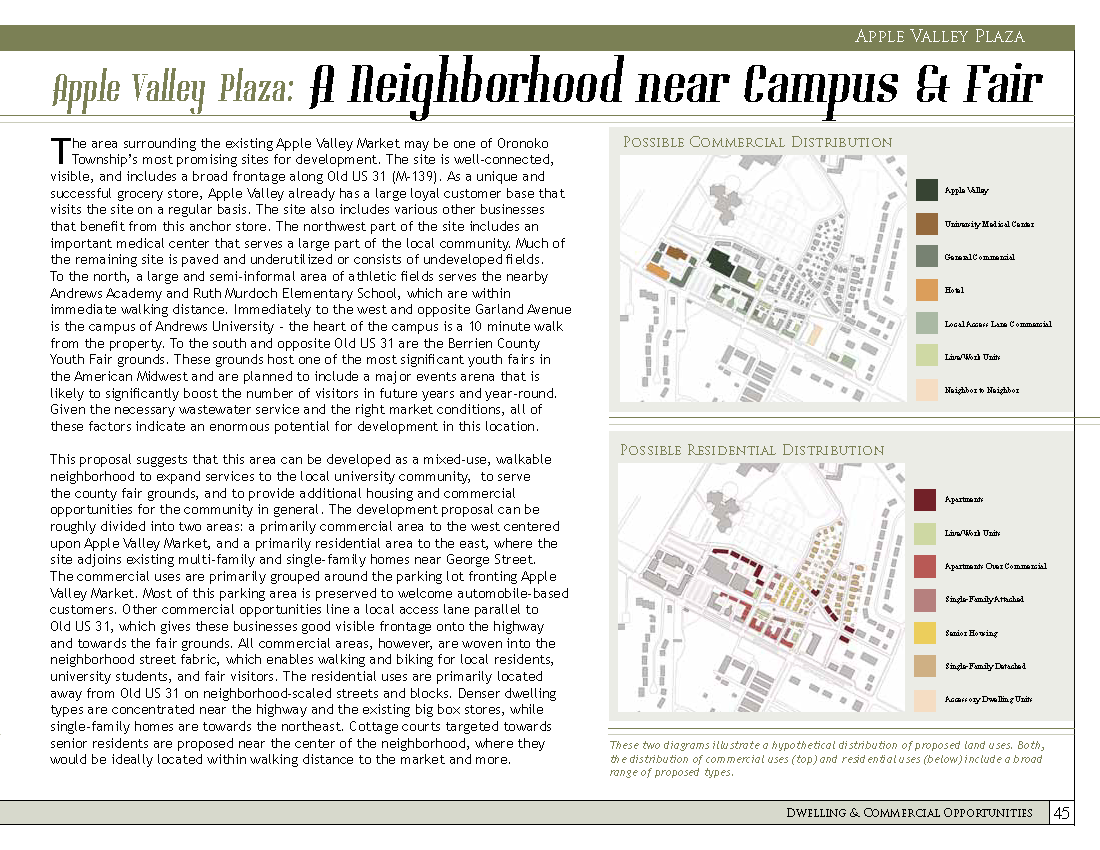 Apple Valley Plaza
Apple Valley Plaza: A Neighborhood near Campus & Fair
The area surrounding the existing Apple Valley Market may be one of Oronoko
Township's most promising sites for development. The site is well-connected,
visible, and includes a broad frontage along Old US 31 (M-139). As a unique and
successful grocery store, Apple Valley already has a large loyal customer base that
visits the site on a regular basis. The site also includes various other businesses
that benefit from this anchor store. The northwest part of the site includes an
important medical center that serves a large part of the local community. Much of
the remaining site is paved and underutilized or consists of undeveloped fields.
To the north, a large and semi-informal area of athletic fields serves the nearby
Andrews Academy and Ruth Murdoch Elementary School, which are within
immediate walking distance. Immediately to the west and opposite Garland Avenue
is the campus of Andrews University - the heart of the campus is a 10 minute walk
from the property. To the south and opposite Old US 31 are the Berrien County
Youth Fair grounds. These grounds host one of the most significant youth fairs in
the American Midwest and are planned to include a major events arena that is
likely to significantly boost the number of visitors in future years and year-round.
Given the necessary wastewater service and the right market conditions, all of
these factors indicate an enormous potential for development in this location.
This proposal suggests that this area can be developed as a mixed-use, walkable
neighborhood to expand services to the local university community, to serve
the county fair grounds, and to provide additional housing and commercial
opportunities for the community in general. The development proposal can be
roughly divided into two areas: a primarily commercial area to the west centered
upon Apple Valley Market, and a primarily residential area to the east, where the
site adjoins existing multi-family and single-family homes near George Street.
The commercial uses are primarily grouped around the parking lot fronting Apple
Valley Market. Most of this parking area is preserved to welcome automobile-based
customers. Other commercial opportunities line a local access lane parallel to
Old US 31, which gives these businesses good visible frontage onto the highway
and towards the fair grounds. All commercial areas, however, are woven into the
neighborhood street fabric, which enables walking and biking for local residents,
university students, and fair visitors. The residential uses are primarily located
away from Old US 31 on neighborhood-scaled streets and blocks. Denser dwelling
types are concentrated near the highway and the existing big box stores, while
single-family homes are towards the northeast. Cottage courts targeted towards
senior residents are proposed near the center of the neighborhood, where they
would be ideally located within walking distance to the market and more.
Possible Commercial Distribution
Apple Valley
University Medical Center
General Commercial
Hotel
Local Access Lane Commercial
Live/Work Units
Neighbor to Neighbor
Possible Residential Distribution
Apartments
Live/Work Units
Apartments Over Commercial
Single-Family Attached
Senior Housing
Single-Family Detached
Accessory Dwelling Units
These two diagrams illustrate a hypothetical distribution of proposed land uses. Both,
the distribution of commercial uses (top) and residential uses (below) include a broad
range of proposed types.
Dwelling & Commercial Opportunities
45